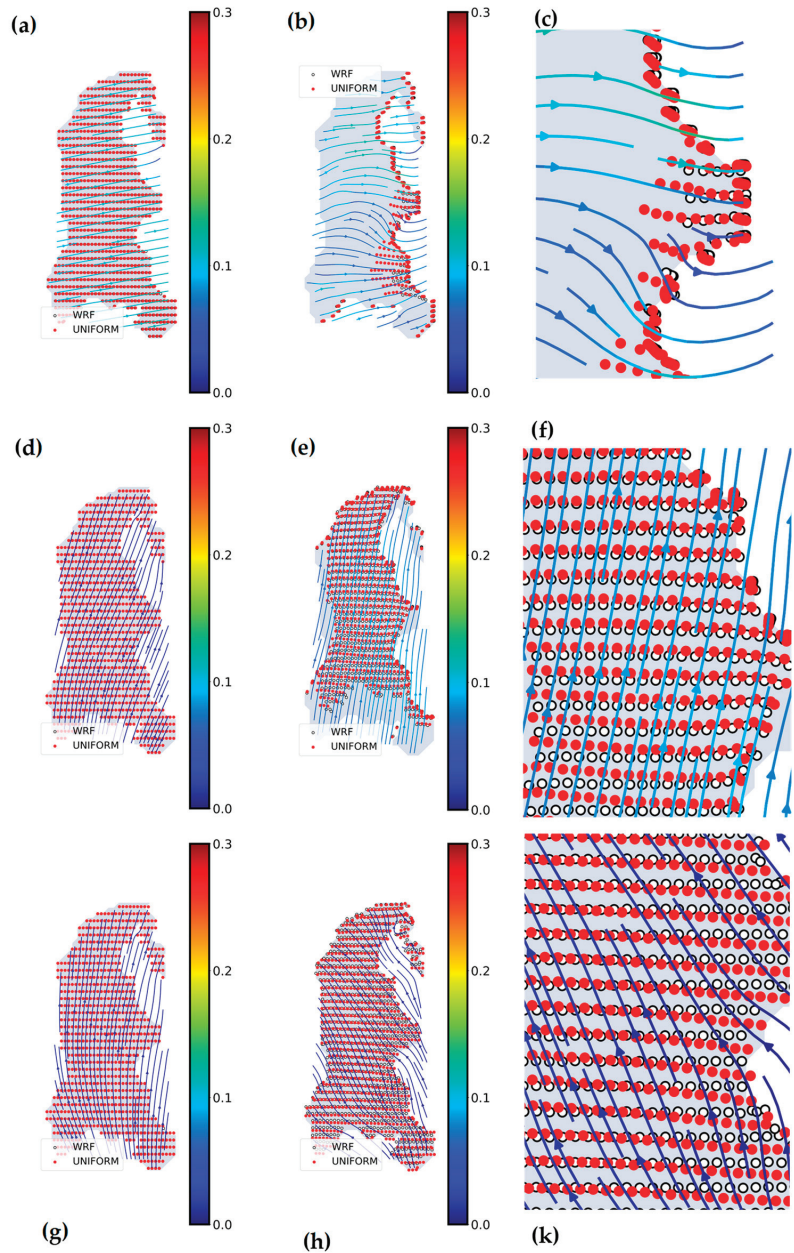 (a)
0.3
0.2
0.1
0.0
WRF
UNIFORM
(b)
WRF
UNIFORM
0.3
0.2
0.1
0.0
(c)
(d)
0.3
0.2
0.1
0.0
WRF
UNIFORM
(e)
0.3
0.2
0.1
0.0
WRF
UNIFORM
(f)
0.3
0.2
0.1
0.0
WRF
UNIFORM
(g)
0.3
0.2
0.1
0.0
WRF
UNIFORM
(h)
(k)